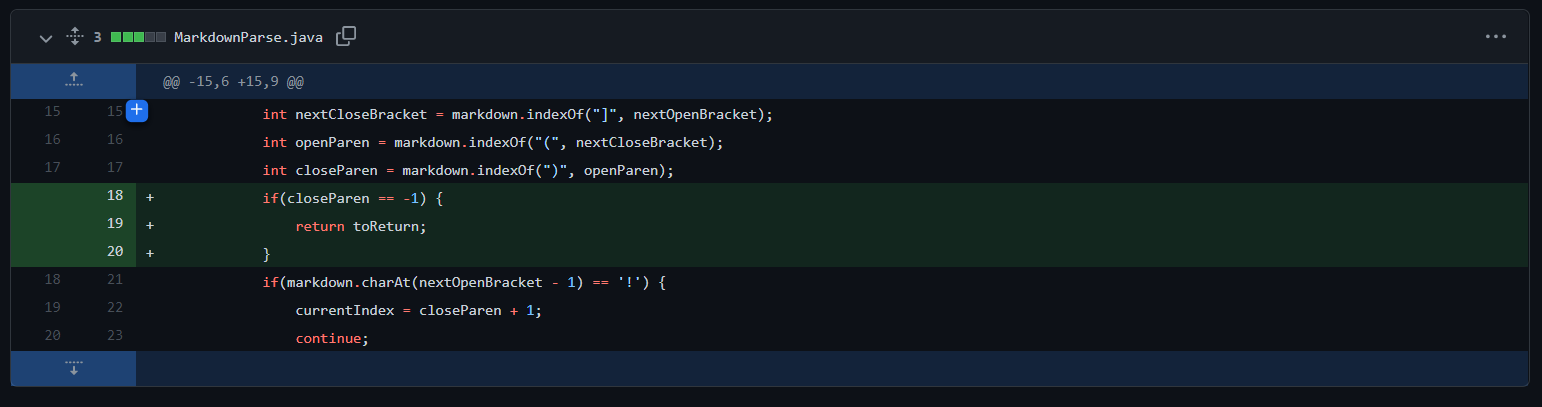 3 MarkdownParse.java
@@ -15,6 +15,9 @@
15 15 int nextCloseBracket = markdown.indexOf("]", nextOpenBracket);
16 16 int openParen = markdown.indexOf("(", nextCloseBracket);
17 17 int closeParen = markdown.indexOf(")", openParen);
18 + if(closeParen == -1) {
19 + return toReturn;
20 + }
18 21 if(markdown.charAt(nextOpenBracket - 1) == '!') {
19 22 currentIndex = closeParen + 1;
20 23 continue;